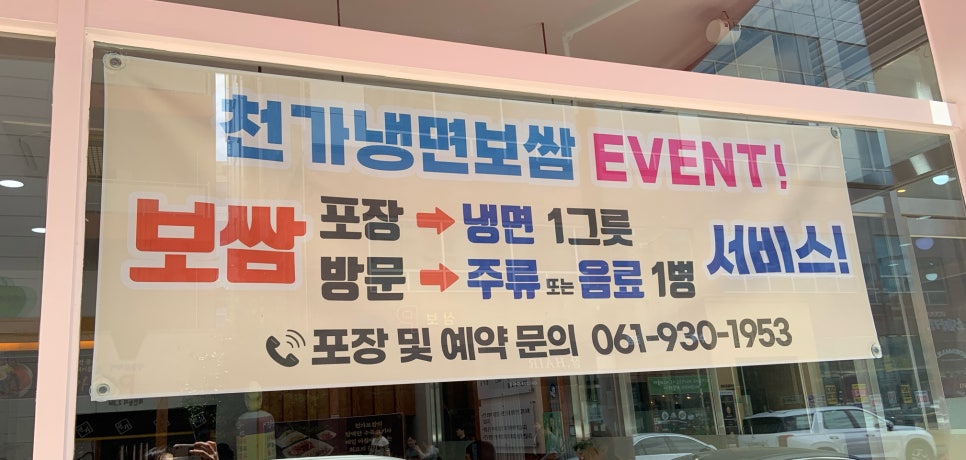 천가냉면보쌈 EVENT!
보쌈 포장 → 냉면 1그릇 서비스!
방문 → 주류 또는 음료 1병
포장 및 예약 문의 061-930-1953